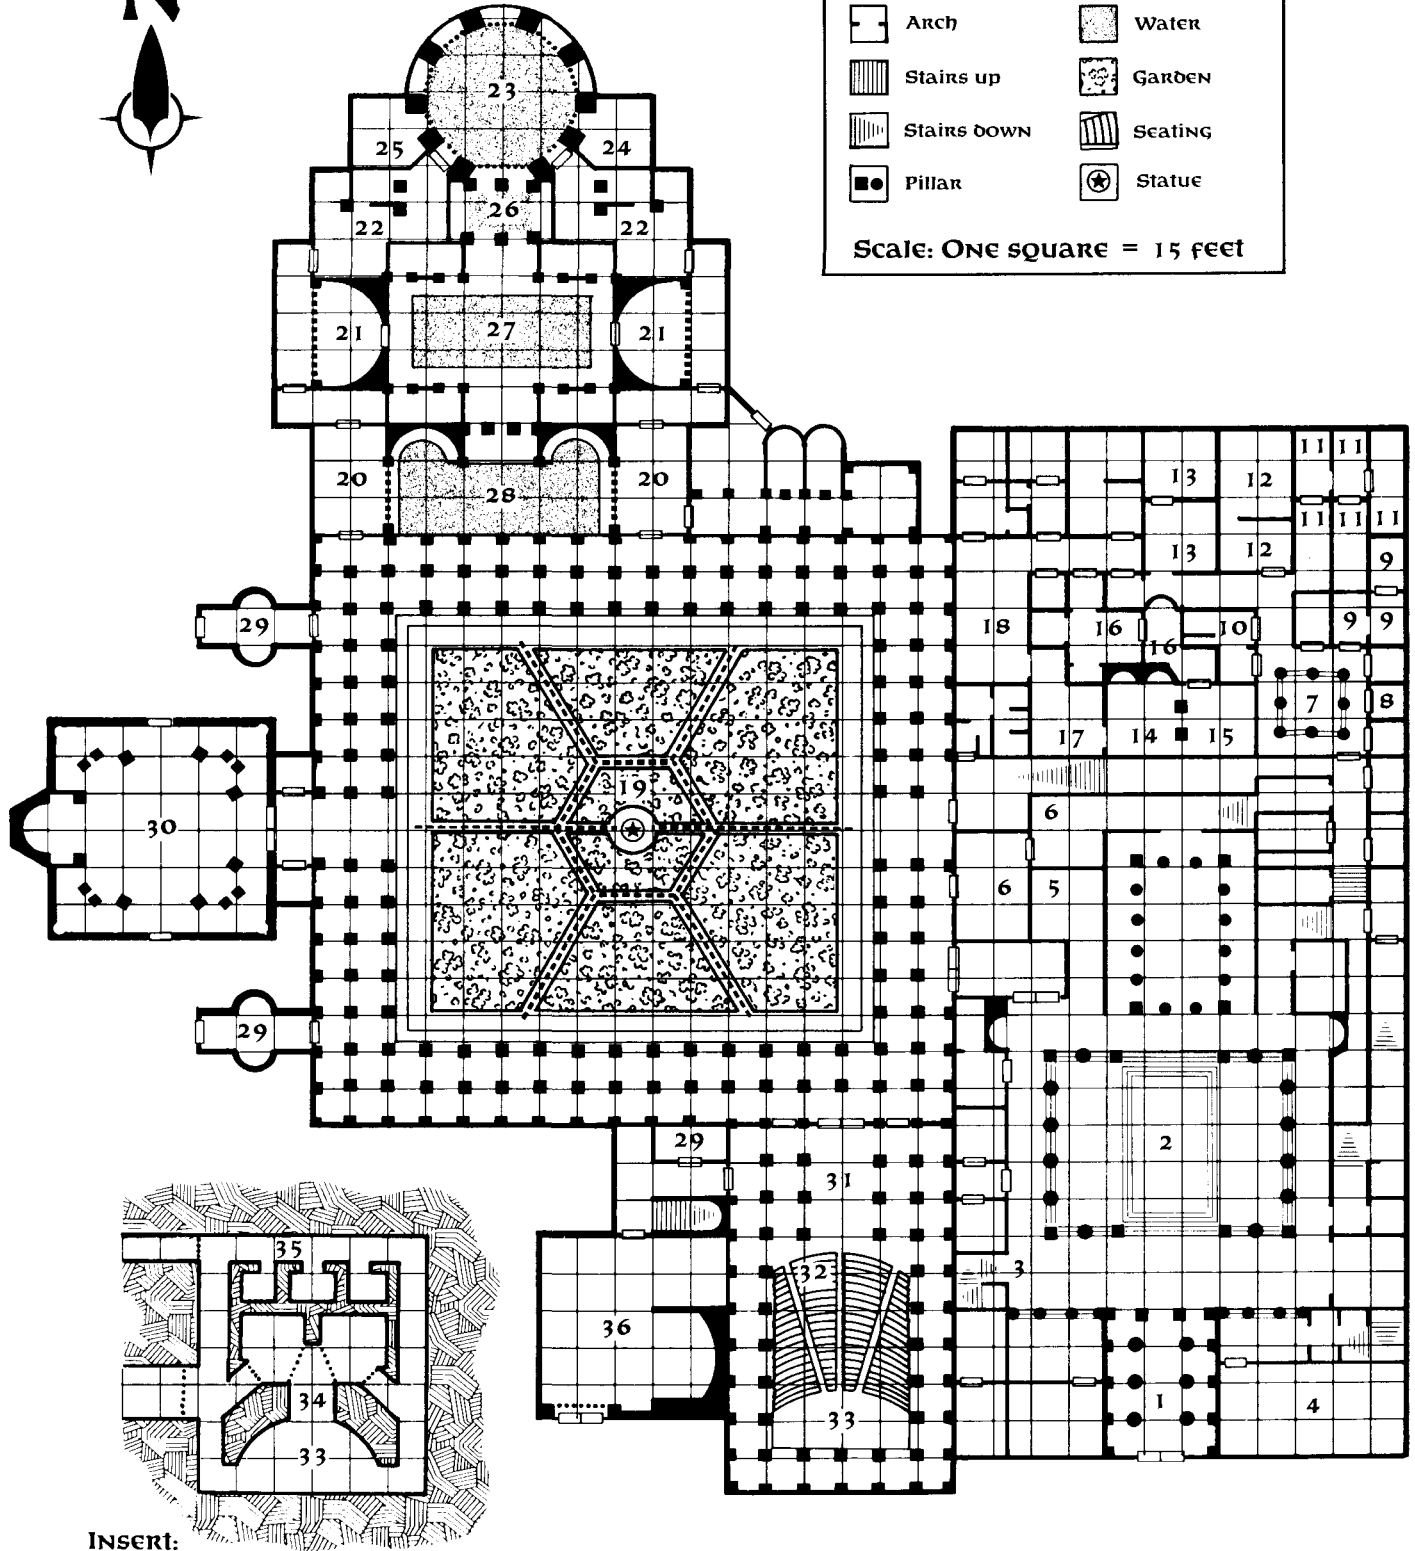 N
Arch Water
Stairs up Garden
Stairs down Seating
Pillar Statue
Scale: One square = 15 feet
23
25 24
26
22 22
21 27 21
20 28 20
11 11
13 12
11 11 11
13 12
9
29 18 16 10 9 9
16
7 8
17 14 15
19
6
30
6 5
29
2
29
31
35
3
32
36
34 1 4
33
33
Insert: